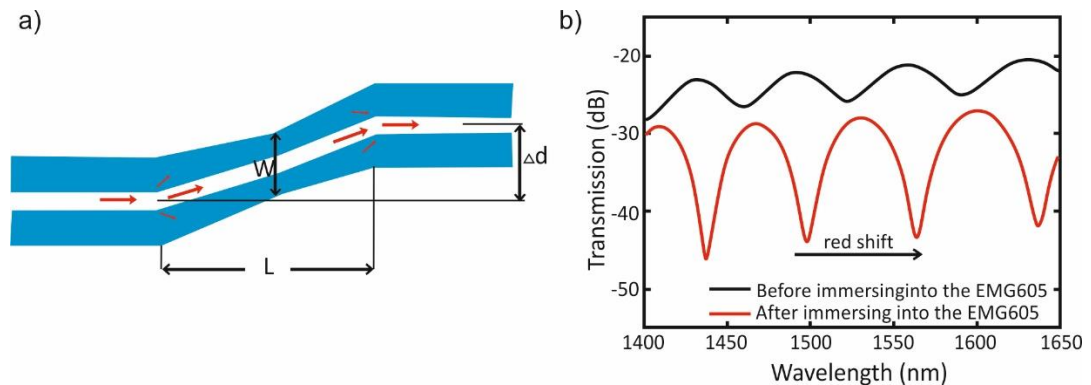 a)
W
Δd
L
b)
Transmission (dB)
-20
-30
-40
-50
red shift
Before immersinginto the EMG605
After immersing into the EMG605
1400 1450 1500 1550 1600 1650
Wavelength (nm)